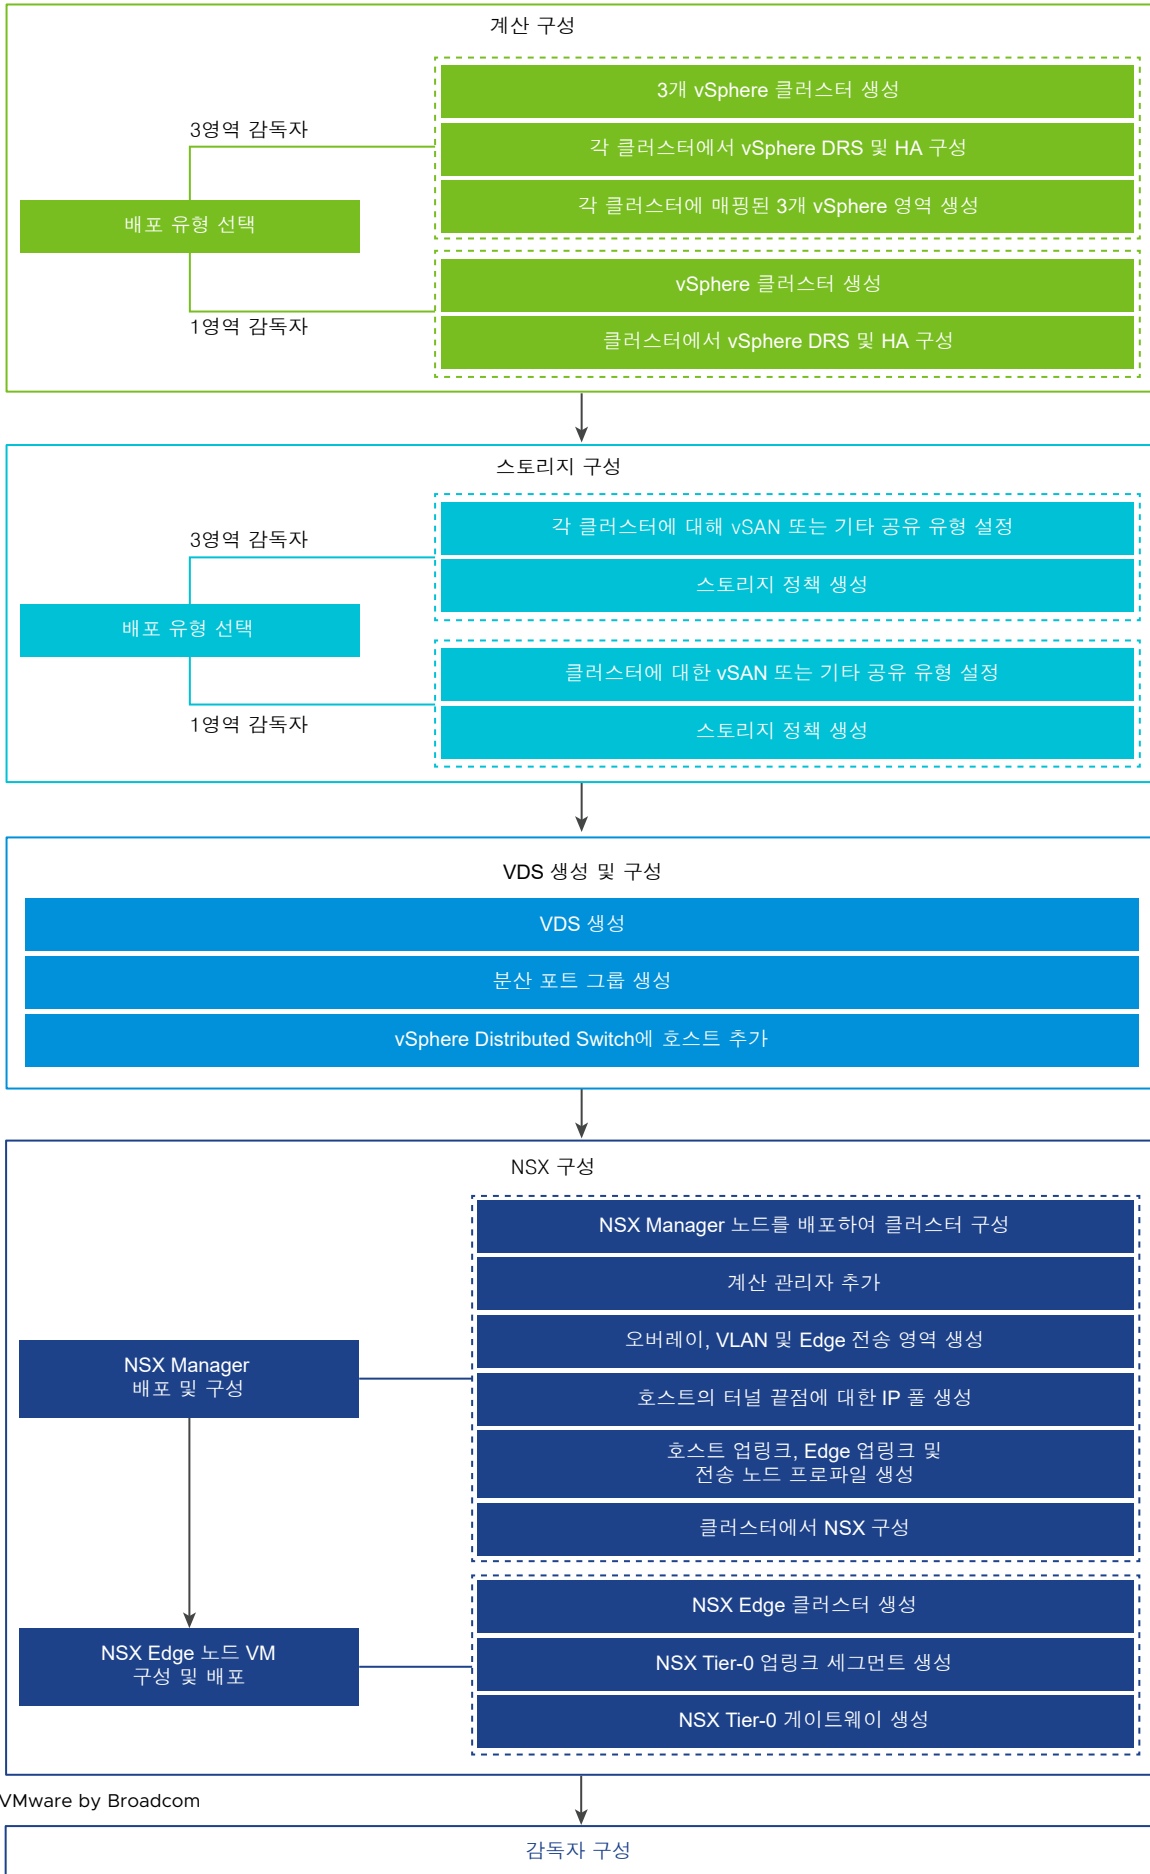 계산 구성
3개 vSphere 클러스터 생성
3영역 감독자
각 클러스터에서 vSphere DRS 및 HA 구성
각 클러스터에 매핑된 3개 vSphere 영역 생성
배포 유형 선택
vSphere 클러스터 생성
1영역 감독자
클러스터에서 vSphere DRS 및 HA 구성
스토리지 구성
각 클러스터에 대해 vSAN 또는 기타 공유 유형 설정
3영역 감독자
스토리지 정책 생성
배포 유형 선택
클러스터에 대한 vSAN 또는 기타 공유 유형 설정
1영역 감독자
스토리지 정책 생성
VDS 생성 및 구성
VDS 생성
분산 포트 그룹 생성
vSphere Distributed Switch에 호스트 추가
NSX 구성
NSX Manager 노드를 배포하여 클러스터 구성
계산 관리자 추가
오버레이, VLAN 및 Edge 전송 영역 생성
NSX Manager
배포 및 구성
호스트의 터널 끝점에 대한 IP 풀 생성
호스트 업링크, Edge 업링크 및
전송 노드 프로파일 생성
클러스터에서 NSX 구성
NSX Edge 클러스터 생성
NSX Edge 노드 VM
구성 및 배포
NSX Tier-0 업링크 세그먼트 생성
NSX Tier-0 게이트웨이 생성
VMware by Broadcom
감독자 구성